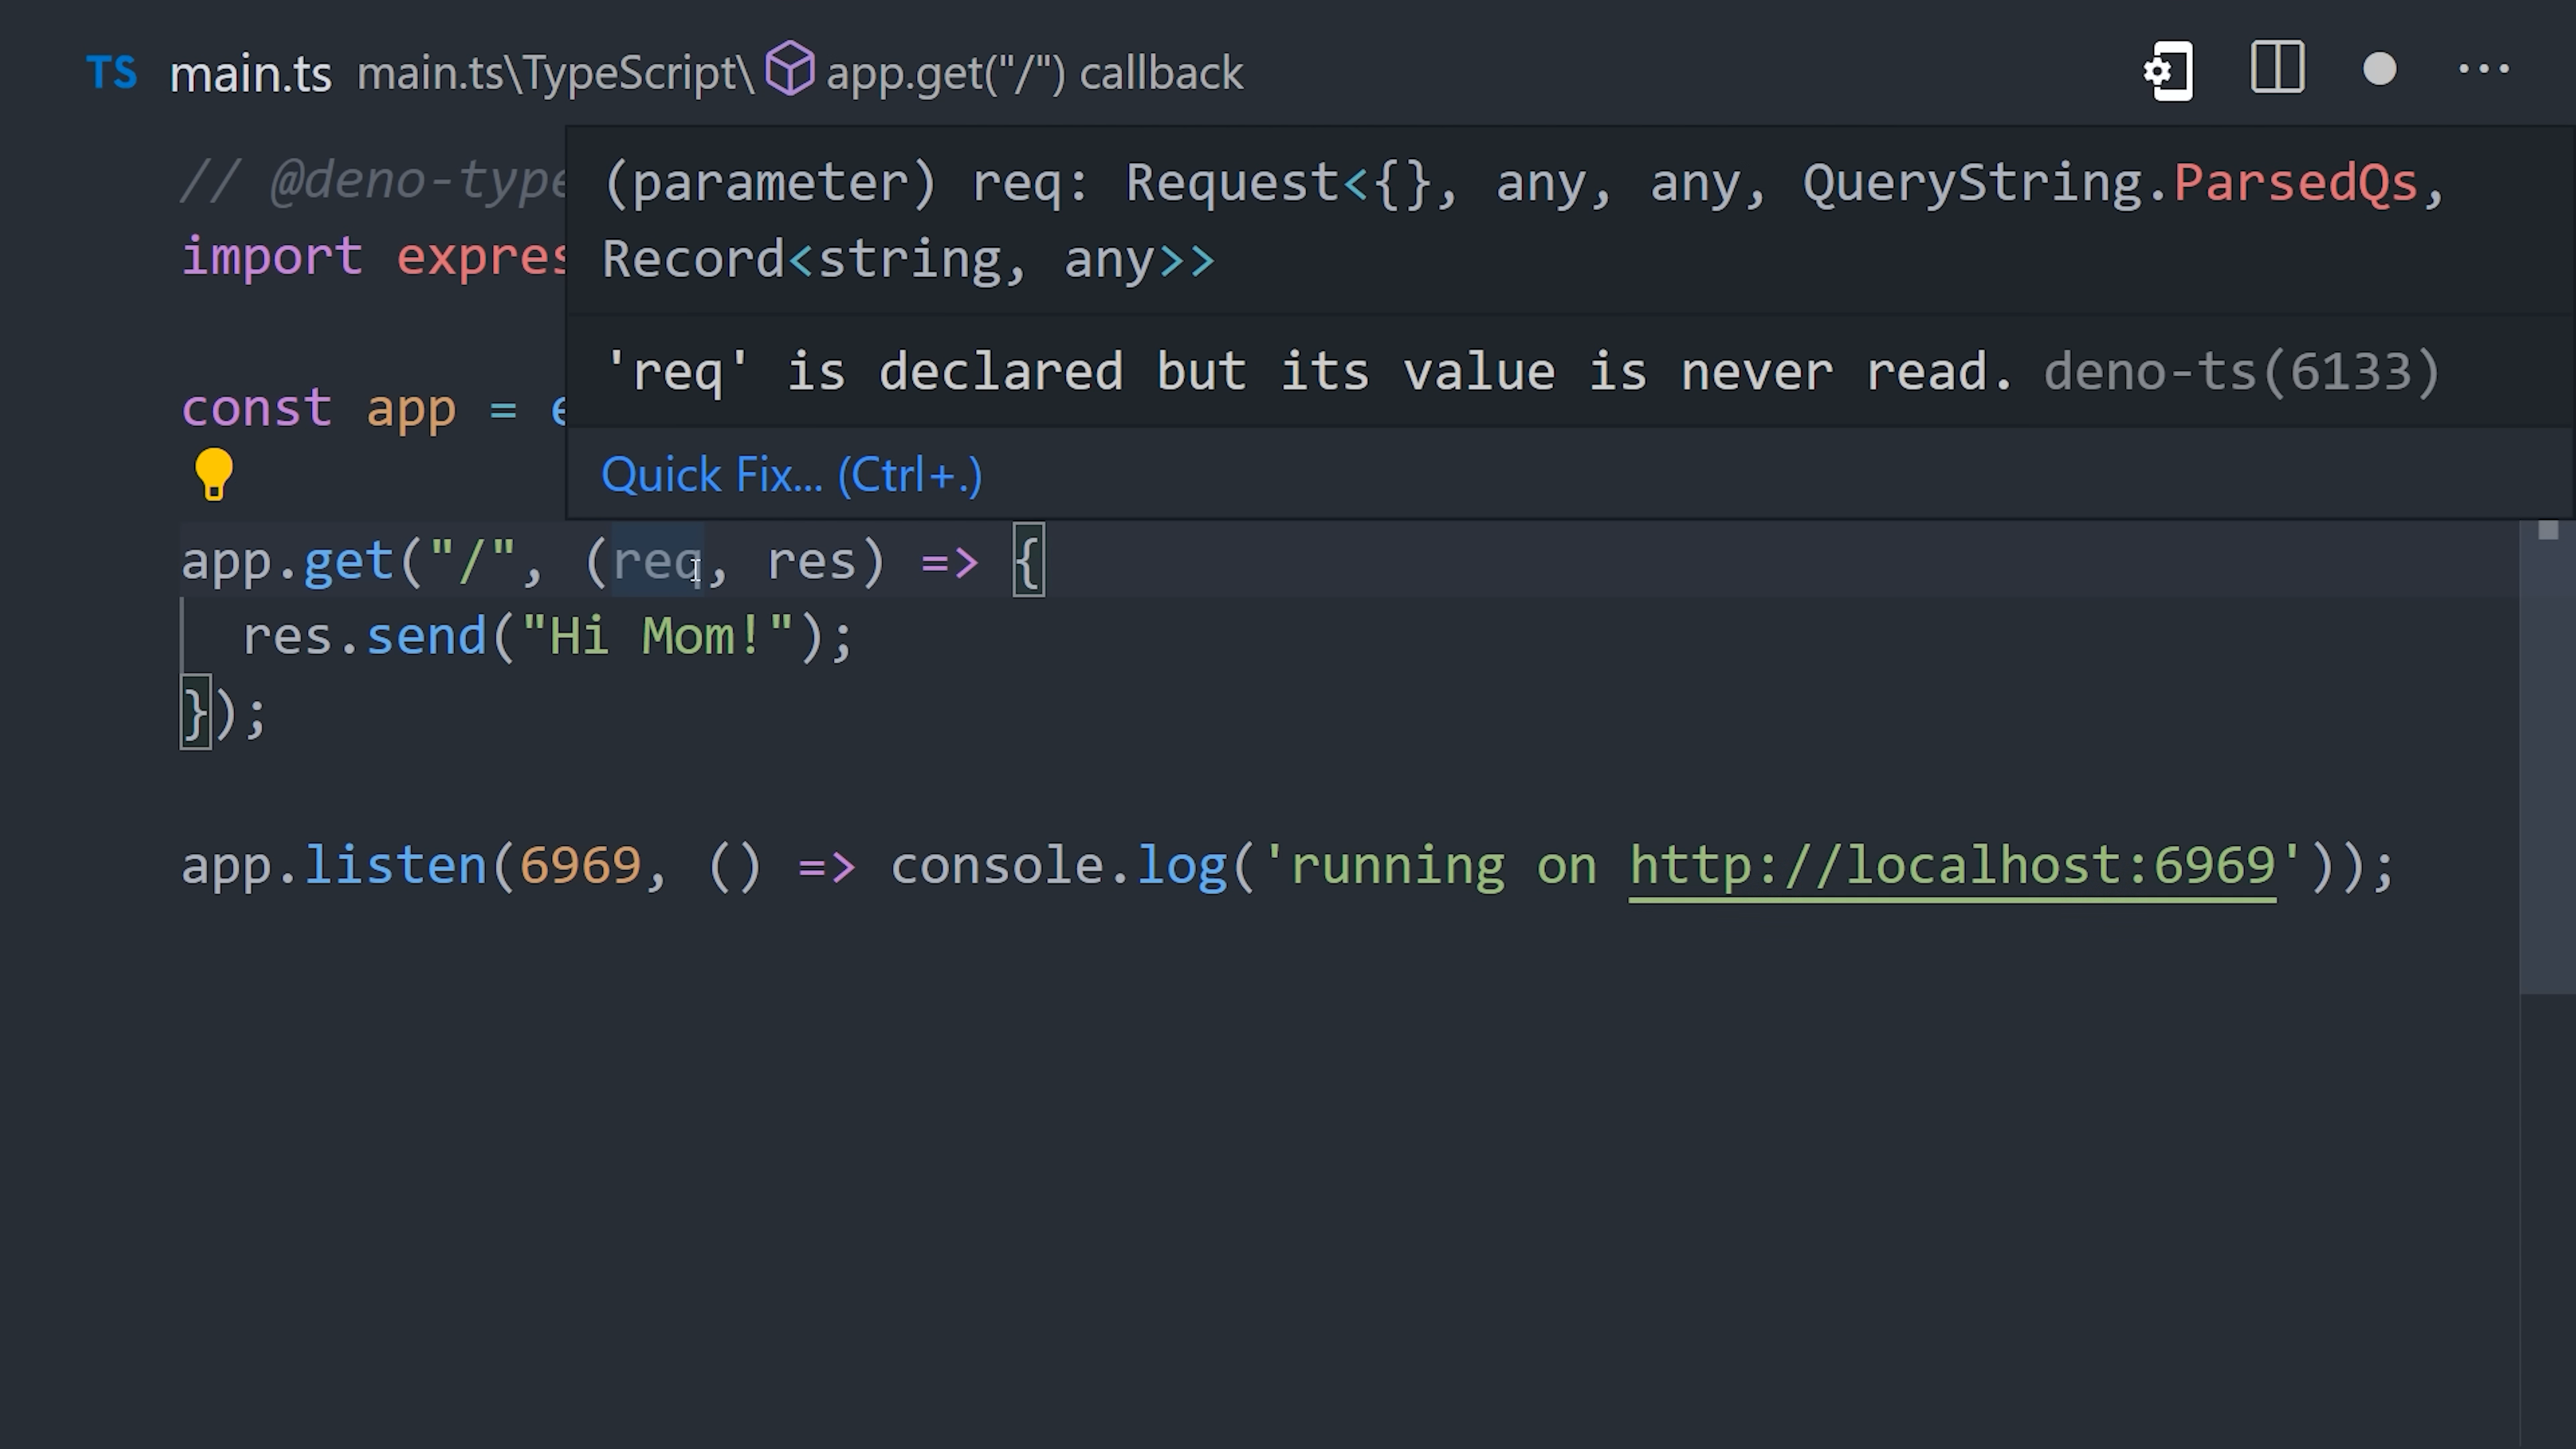 TS main.ts main.ts\TypeScript\ app.get("/") callback
// @deno-type
(parameter) req: Request<{}, any, any, QueryString.ParsedQs,
import expres
Record<string, any>>
'req' is declared but its value is never read. deno-ts(6133)
const app = e
Quick Fix... (Ctrl+.)
app.get("/", (req, res) => {
res.send("Hi Mom!");
});
app.listen(6969, () => console.log('running on http://localhost:6969'));